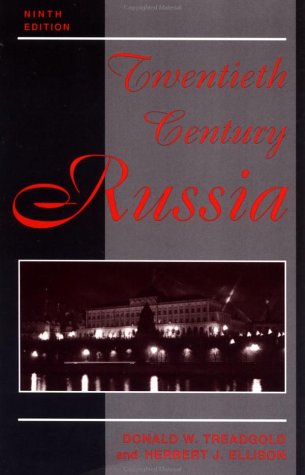 NINTH
EDITION
Twentieth
Century
Russia
DONALD W. TREADGOLD
and HERBERT J. ELLISON